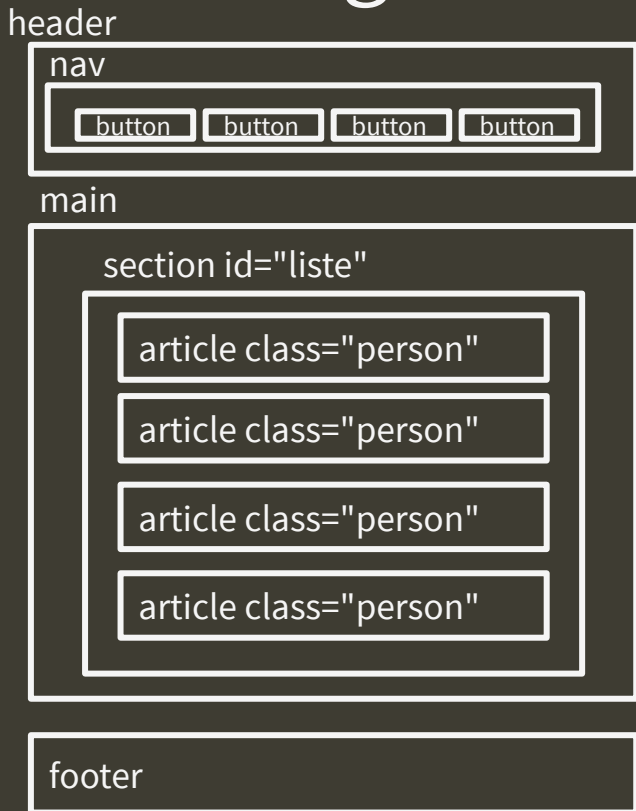 header
nav
button button button button
main
section id="liste"
article class="person"
article class="person"
article class="person"
article class="person"
footer